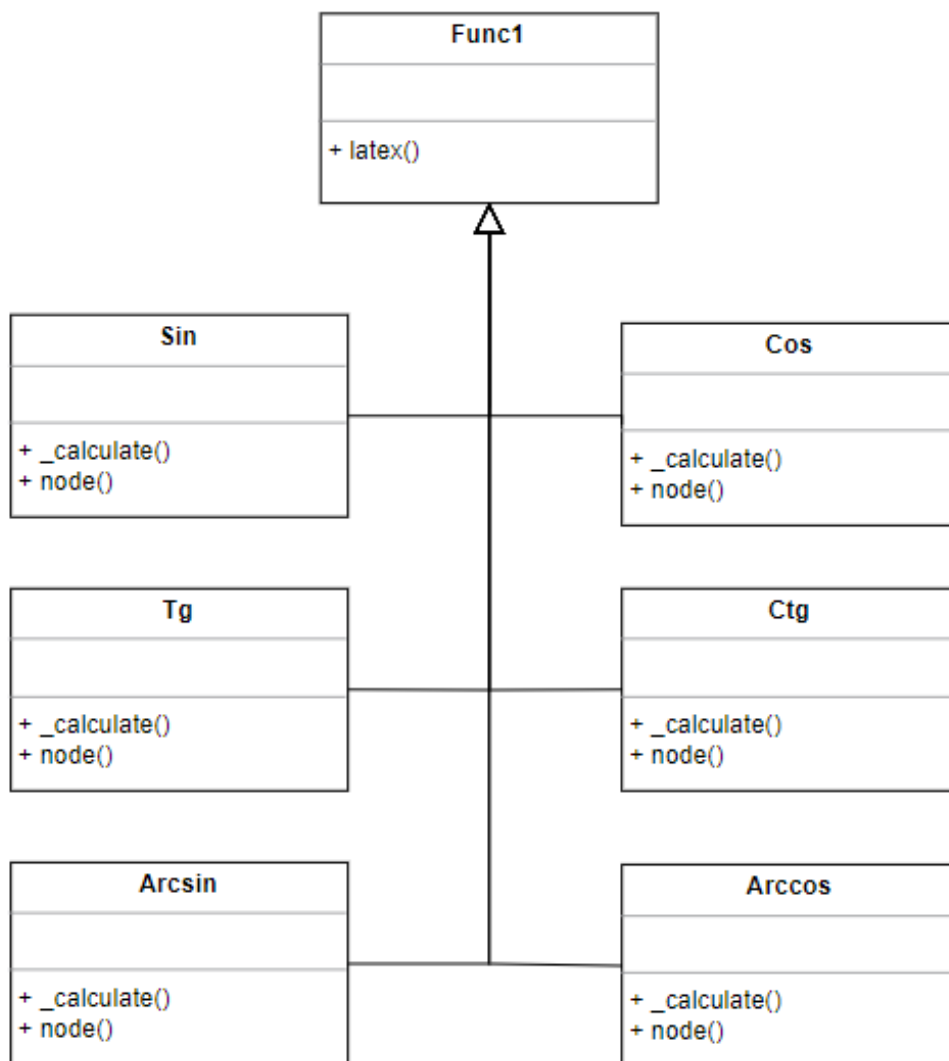 Func1
+ latex()
Sin
+ _calculate()
+ node()
Cos
+ _calculate()
+ node()
Tg
+ _calculate()
+ node()
Ctg
+ _calculate()
+ node()
Arcsin
+ _calculate()
+ node()
Arccos
+ _calculate()
+ node()